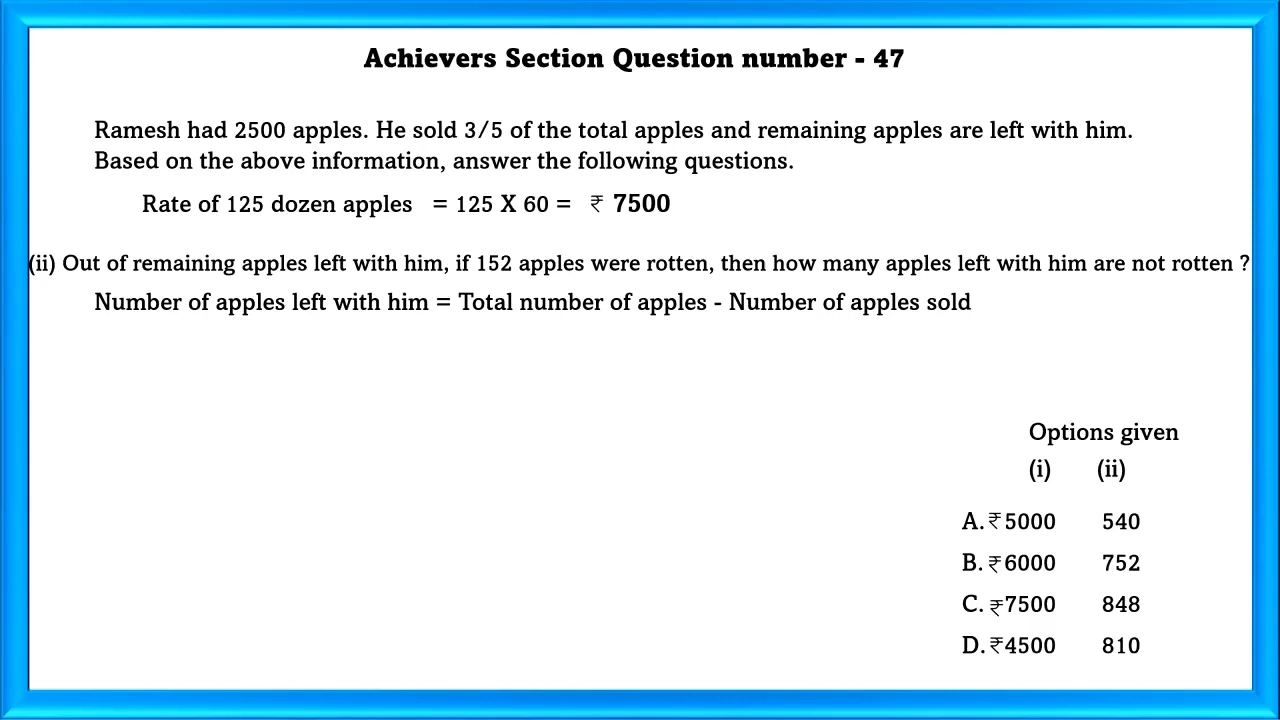 Achievers Section Question number - 47
Ramesh had 2500 apples. He sold 3/5 of the total apples and remaining apples are left with him.
Based on the above information, answer the following questions.
Rate of 125 dozen apples = 125 X 60 = ₹ 7500
(ii) Out of remaining apples left with him, if 152 apples were rotten, then how many apples left with him are not rotten ?
Number of apples left with him = Total number of apples - Number of apples sold
Options given
(i) (ii)
A. ₹ 5000 540
B. ₹ 6000 752
C. ₹ 7500 848
D. ₹ 4500 810